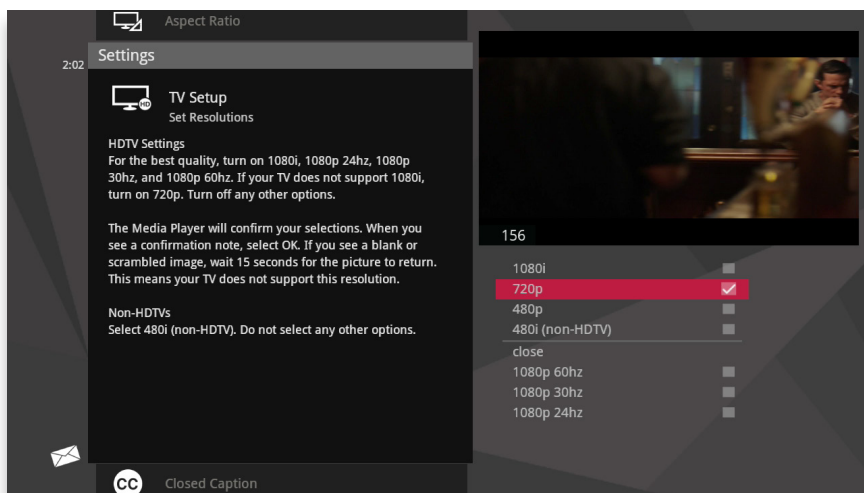 Aspect Ratio
2:02
Settings
TV Setup
Set Resolutions
HDTV Settings
For the best quality, turn on 1080i, 1080p 24hz, 1080p
30hz, and 1080p 60hz. If your TV does not support 1080i,
turn on 720p. Turn off any other options.
The Media Player will confirm your selections. When you
see a confirmation note, select OK. If you see a blank or
scrambled image, wait 15 seconds for the picture to return.
This means your TV does not support this resolution.
Non-HDTVs
Select 480i (non-HDTV). Do not select any other options.
CC Closed Caption
156
1080i
720p
480p
480i (non-HDTV)
close
1080p 60hz
1080p 30hz
1080p 24hz